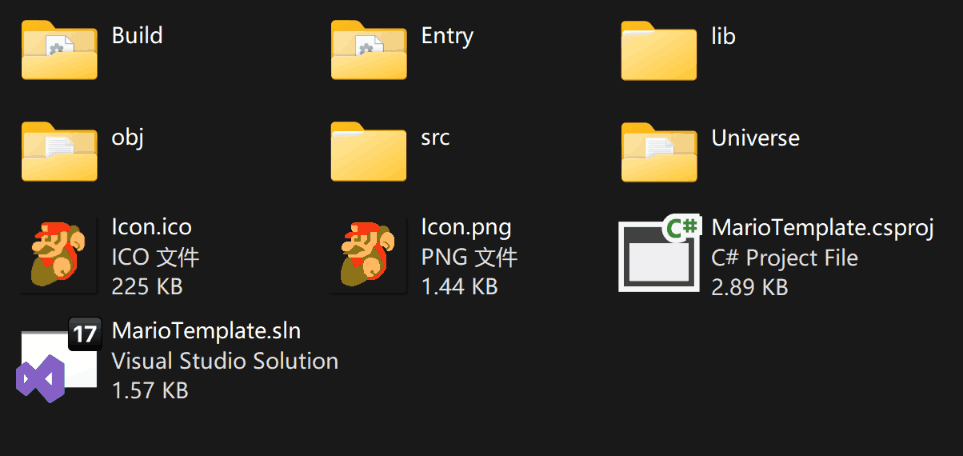 Build
Entry
lib
obj
src
Universe
Icon.ico
ICO 文件
225 KB
Icon.png
PNG 文件
1.44 KB
C#
MarioTemplate.csproj
C# Project File
2.89 KB
17
MarioTemplate.sln
Visual Studio Solution
1.57 KB